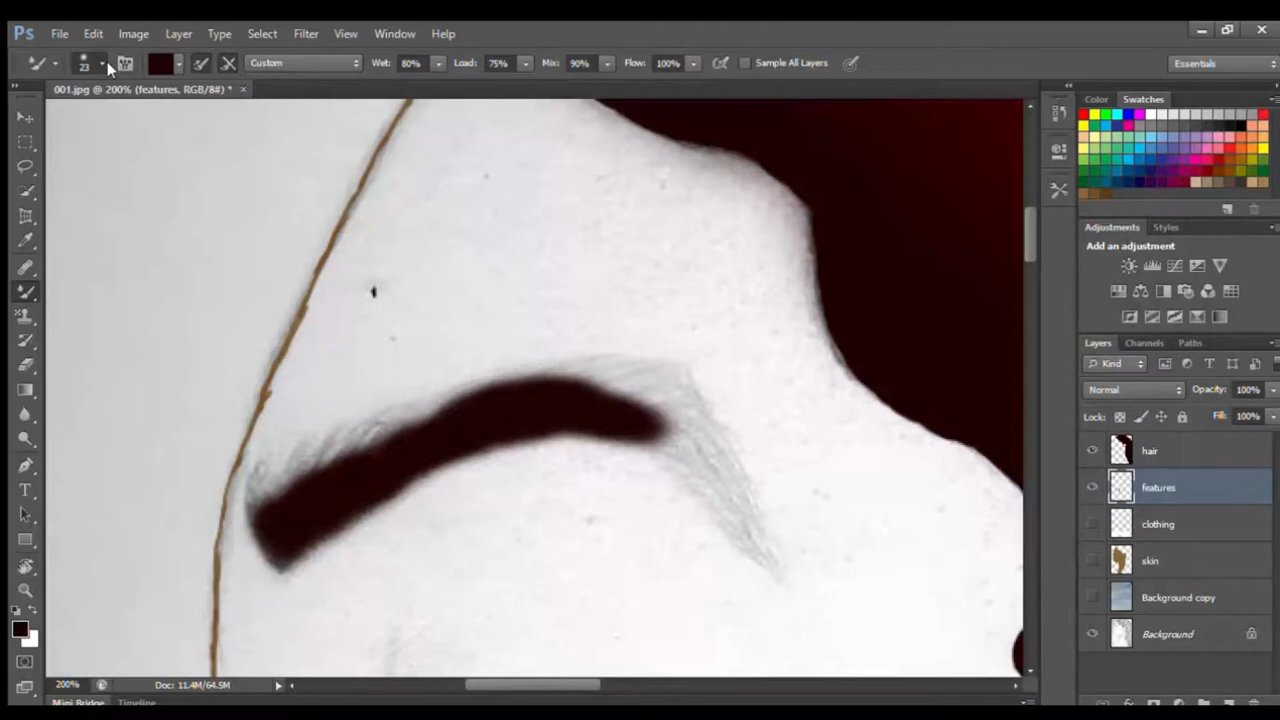 Ps File Edit Image Layer Type Select Filter View Window Help
23 Custom Wet: 80% Load: 75% Mix: 90% Flow: 100% Sample All Layers Essentials
001.jpg @ 200% (features, RGB/8#) *
Color Swatches
Adjustments Styles
Add an adjustment
Layers Channels Paths
Kind
Normal Opacity: 100%
Lock: Fill: 100%
hair
features
clothing
skin
Background copy
Background
200% Doc: 11.4M/64.5M
Mini Bridge Timeline